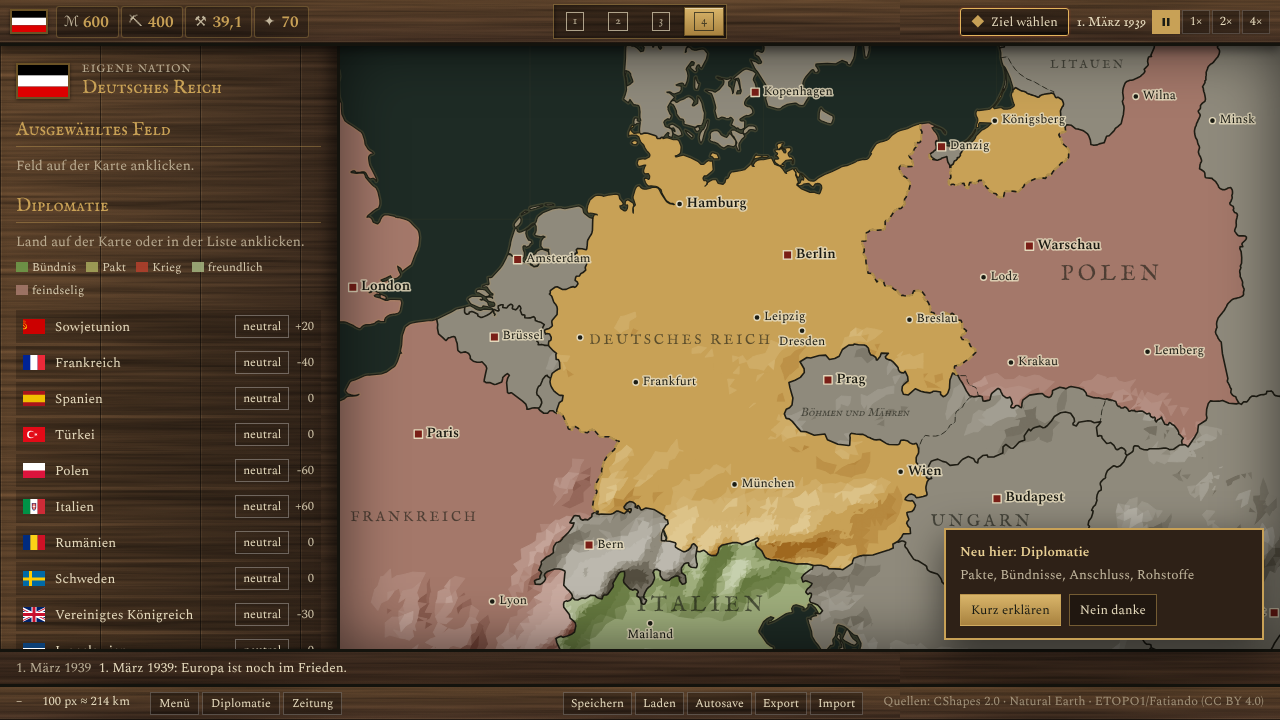 ℳ 600
400
39,1
70
1
2
3
4
Ziel wählen
1. März 1939
1×
2×
4×
EIGENE NATION
Deutsches Reich
Ausgewähltes Feld
Feld auf der Karte anklicken.
Diplomatie
Land auf der Karte oder in der Liste anklicken.
Bündnis Pakt Krieg freundlich
feindselig
Sowjetunion neutral +20
Frankreich neutral -40
Spanien neutral 0
Türkei neutral 0
Polen neutral -60
Italien neutral +60
Rumänien neutral 0
Schweden neutral 0
Vereinigtes Königreich neutral -30
LITAUEN
Kopenhagen
Wilna
Königsberg
Minsk
Danzig
Hamburg
Warschau
Berlin
Amsterdam
POLEN
Lodz
London
Leipzig
Breslau
Brüssel
DEUTSCHES REICH
Dresden
Lemberg
Krakau
Frankfurt
Prag
Böhmen und Mähren
Paris
Wien
München
Budapest
FRANKREICH
UNGARN
Bern
Lyon
ITALIEN
Mailand
Neu hier: Diplomatie
Pakte, Bündnisse, Anschluss, Rohstoffe
Kurz erklären
Nein danke
1. März 1939 1. März 1939: Europa ist noch im Frieden.
– 100 px ≈ 214 km
Menü
Diplomatie
Zeitung
Speichern
Laden
Autosave
Export
Import
Quellen: CShapes 2.0 · Natural Earth · ETOPO1/Fatiando (CC BY 4.0)